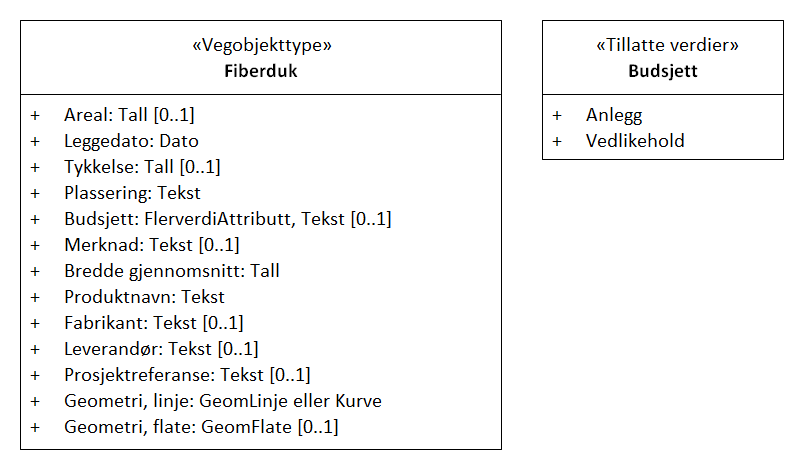 «Vegobjekttype»
Fiberduk
+ Areal: Tall [0..1]
+ Leggedato: Dato
+ Tykkelse: Tall [0..1]
+ Plassering: Tekst
+ Budsjett: FlerverdiAttributt, Tekst [0..1]
+ Merknad: Tekst [0..1]
+ Bredde gjennomsnitt: Tall
+ Produktnavn: Tekst
+ Fabrikant: Tekst [0..1]
+ Leverandør: Tekst [0..1]
+ Prosjektreferanse: Tekst [0..1]
+ Geometri, linje: GeomLinje eller Kurve
+ Geometri, flate: GeomFlate [0..1]
«Tillatte verdier»
Budsjett
+ Anlegg
+ Vedlikehold